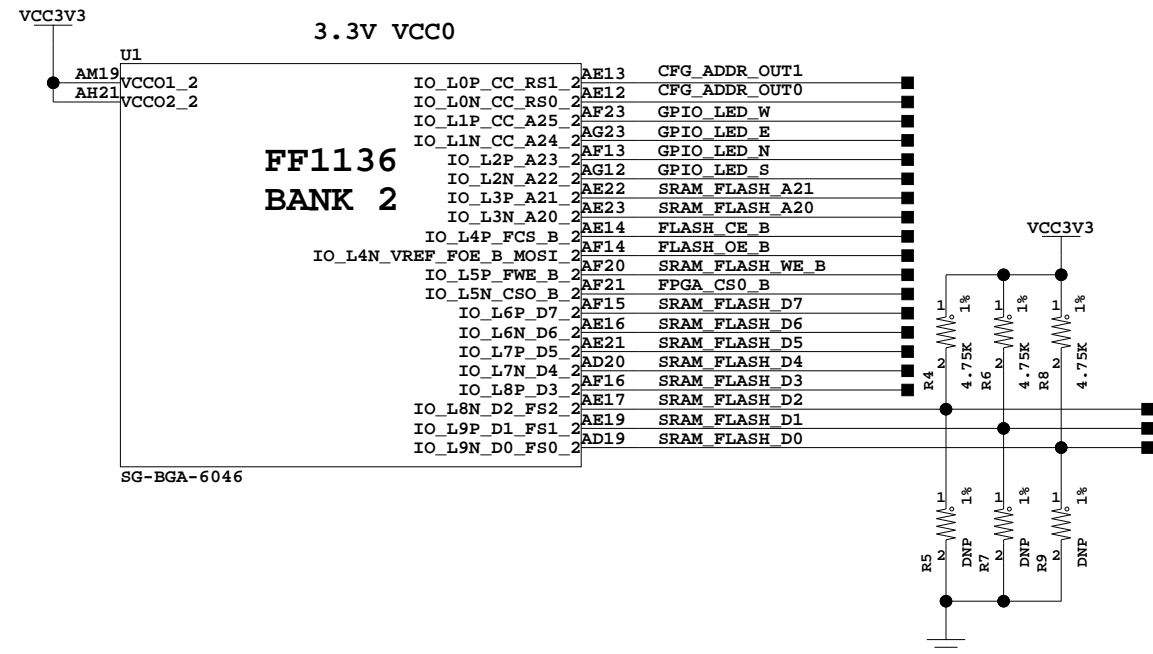 VCC3V3
3.3V VCC0
U1
AM19 VCCO1_2
AH21 VCCO2_2
FF1136
BANK 2
IO_L0P_CC_RS1_2 AE13 CFG_ADDR_OUT1
IO_L0N_CC_RS0_2 AE12 CFG_ADDR_OUT0
IO_L1P_CC_A25_2 AF23 GPIO_LED_W
IO_L1N_CC_A24_2 AG23 GPIO_LED_E
IO_L2P_A23_2 AF13 GPIO_LED_N
IO_L2N_A22_2 AG12 GPIO_LED_S
IO_L3P_A21_2 AE22 SRAM_FLASH_A21
IO_L3N_A20_2 AE23 SRAM_FLASH_A20
IO_L4P_FCS_B_2 AE14 FLASH_CE_B
IO_L4N_VREF_FOE_B_MOSI_2 AF14 FLASH_OE_B
IO_L5P_FWE_B_2 AF20 SRAM_FLASH_WE_B
IO_L5N_CSO_B_2 AF21 FPGA_CS0_B
IO_L6P_D7_2 AF15 SRAM_FLASH_D7
IO_L6N_D6_2 AE16 SRAM_FLASH_D6
IO_L7P_D5_2 AE21 SRAM_FLASH_D5
IO_L7N_D4_2 AD20 SRAM_FLASH_D4
IO_L8P_D3_2 AF16 SRAM_FLASH_D3
IO_L8N_D2_FS2_2 AE17 SRAM_FLASH_D2
IO_L9P_D1_FS1_2 AE19 SRAM_FLASH_D1
IO_L9N_D0_FS0_2 AD19 SRAM_FLASH_D0
SG-BGA-6046
VCC3V3
R4 1 2 4.75K 1%
R6 1 2 4.75K 1%
R8 1 2 4.75K 1%
R5 1 2 DNP 1%
R7 1 2 DNP 1%
R9 1 2 DNP 1%